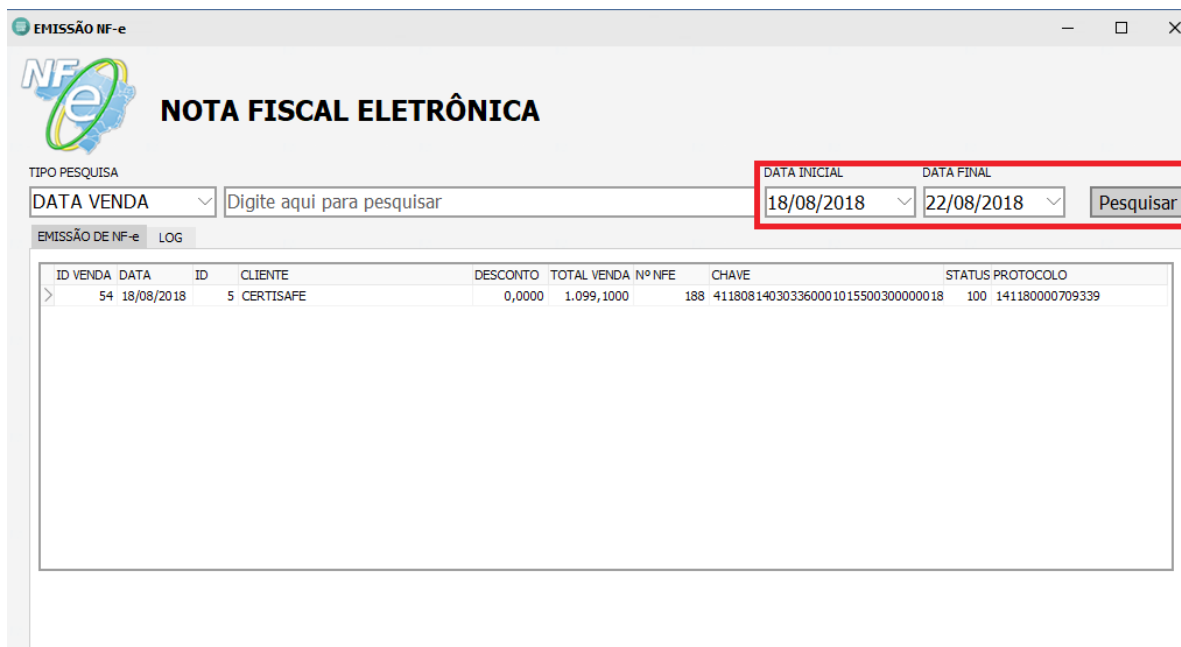 EMISSÃO NF-e
NFe
NOTA FISCAL ELETRÔNICA
TIPO PESQUISA DATA INICIAL DATA FINAL
DATA VENDA Digite aqui para pesquisar 18/08/2018 22/08/2018 Pesquisar
EMISSÃO DE NF-e LOG
ID VENDA DATA ID CLIENTE DESCONTO TOTAL VENDA Nº NFE CHAVE STATUS PROTOCOLO
54 18/08/2018 5 CERTISAFE 0,0000 1.099,1000 188 41180814030336000101550030000018 100 141180000709339